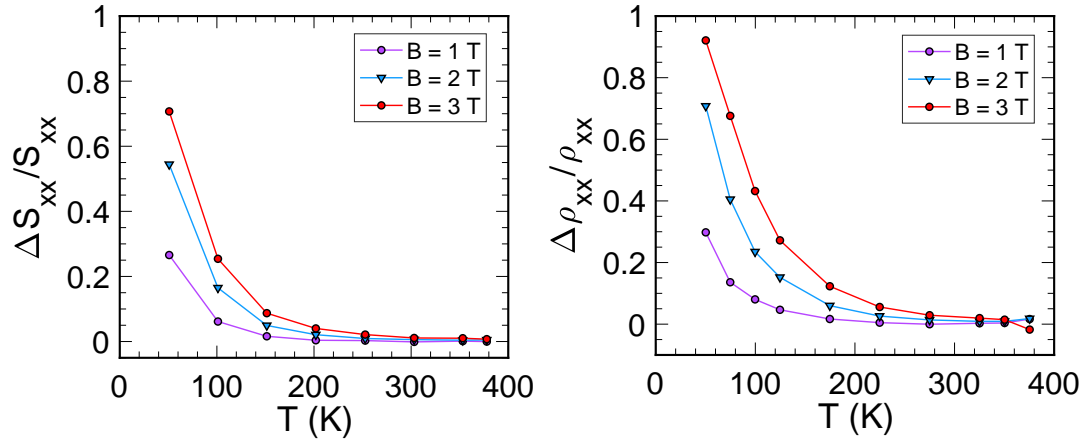 ΔS_xx/S_xx
1
0.8
0.6
0.4
0.2
0
0 100 200 300 400
T (K)
B = 1 T
B = 2 T
B = 3 T
Δρ_xx/ρ_xx
1
0.8
0.6
0.4
0.2
0
0 100 200 300 400
T (K)
B = 1 T
B = 2 T
B = 3 T